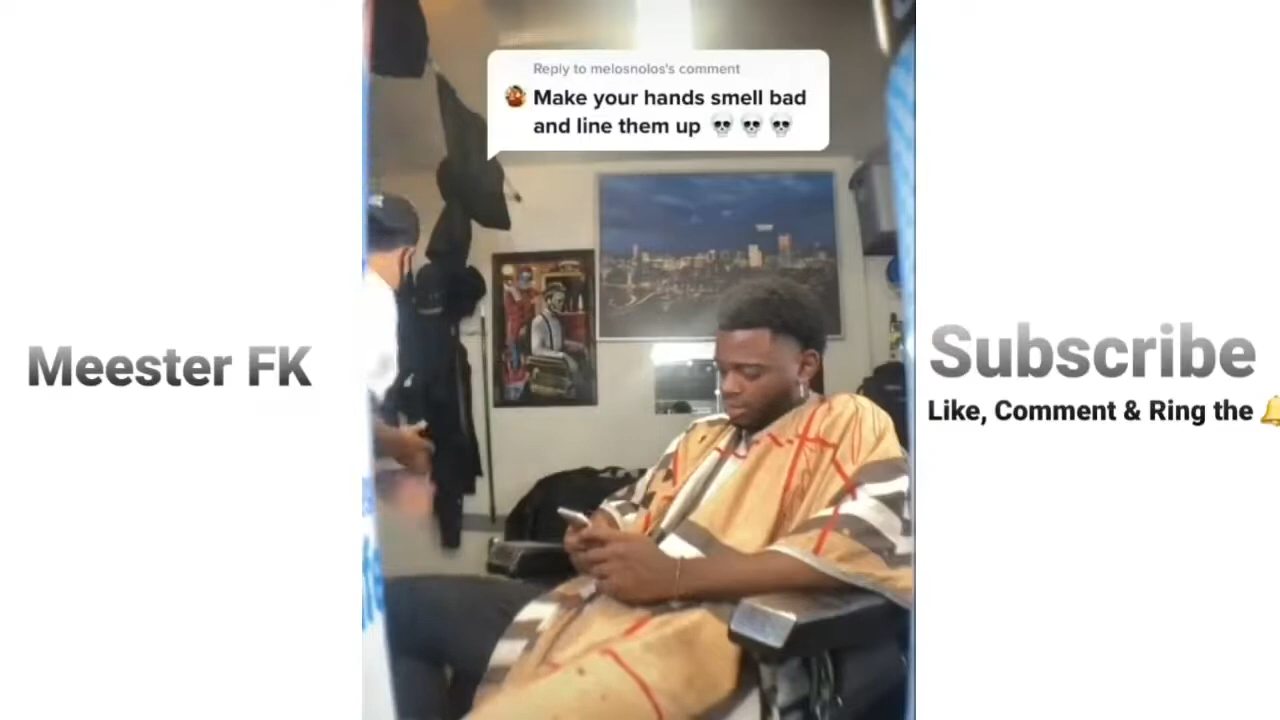 Reply to melosnolos's comment
Make your hands smell bad
and line them up 💀💀💀
Meester FK
Subscribe
Like, Comment & Ring the 🔔